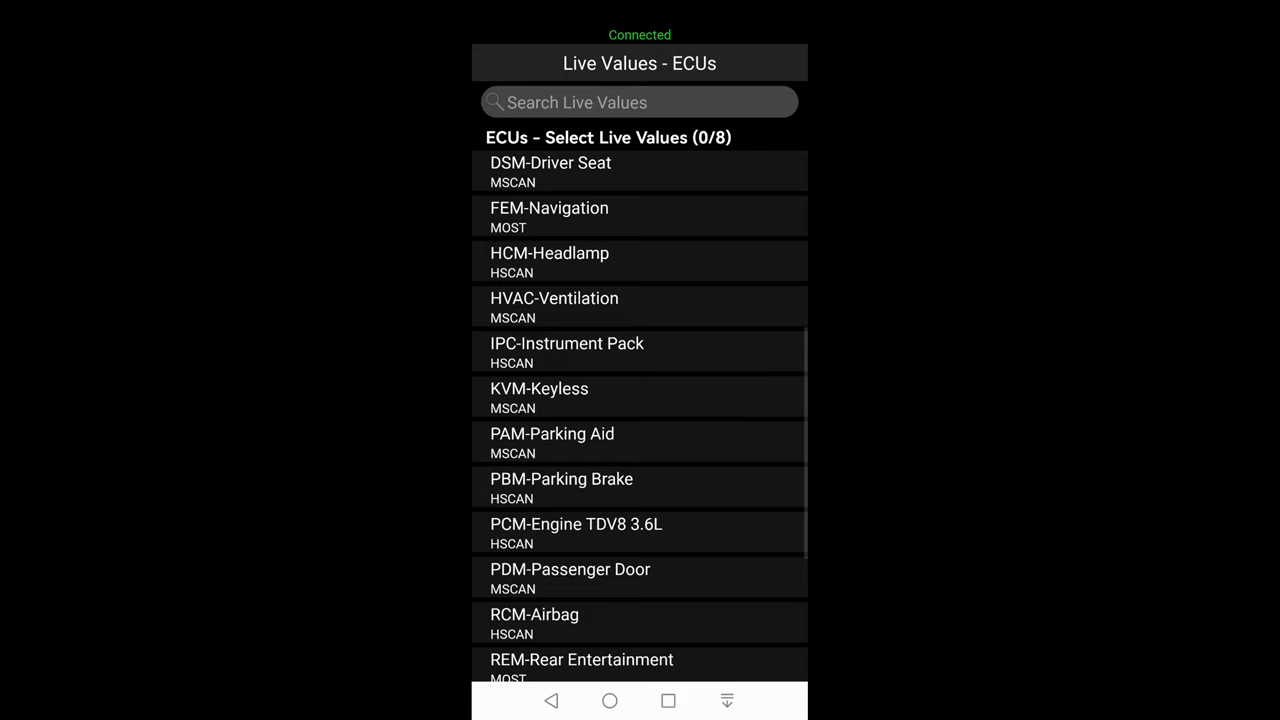 Connected
Live Values - ECUs
Search Live Values
ECUs - Select Live Values (0/8)
DSM-Driver Seat
MSCAN
FEM-Navigation
MOST
HCM-Headlamp
HSCAN
HVAC-Ventilation
MSCAN
IPC-Instrument Pack
HSCAN
KVM-Keyless
MSCAN
PAM-Parking Aid
MSCAN
PBM-Parking Brake
HSCAN
PCM-Engine TDV8 3.6L
HSCAN
PDM-Passenger Door
MSCAN
RCM-Airbag
HSCAN
REM-Rear Entertainment
MOST